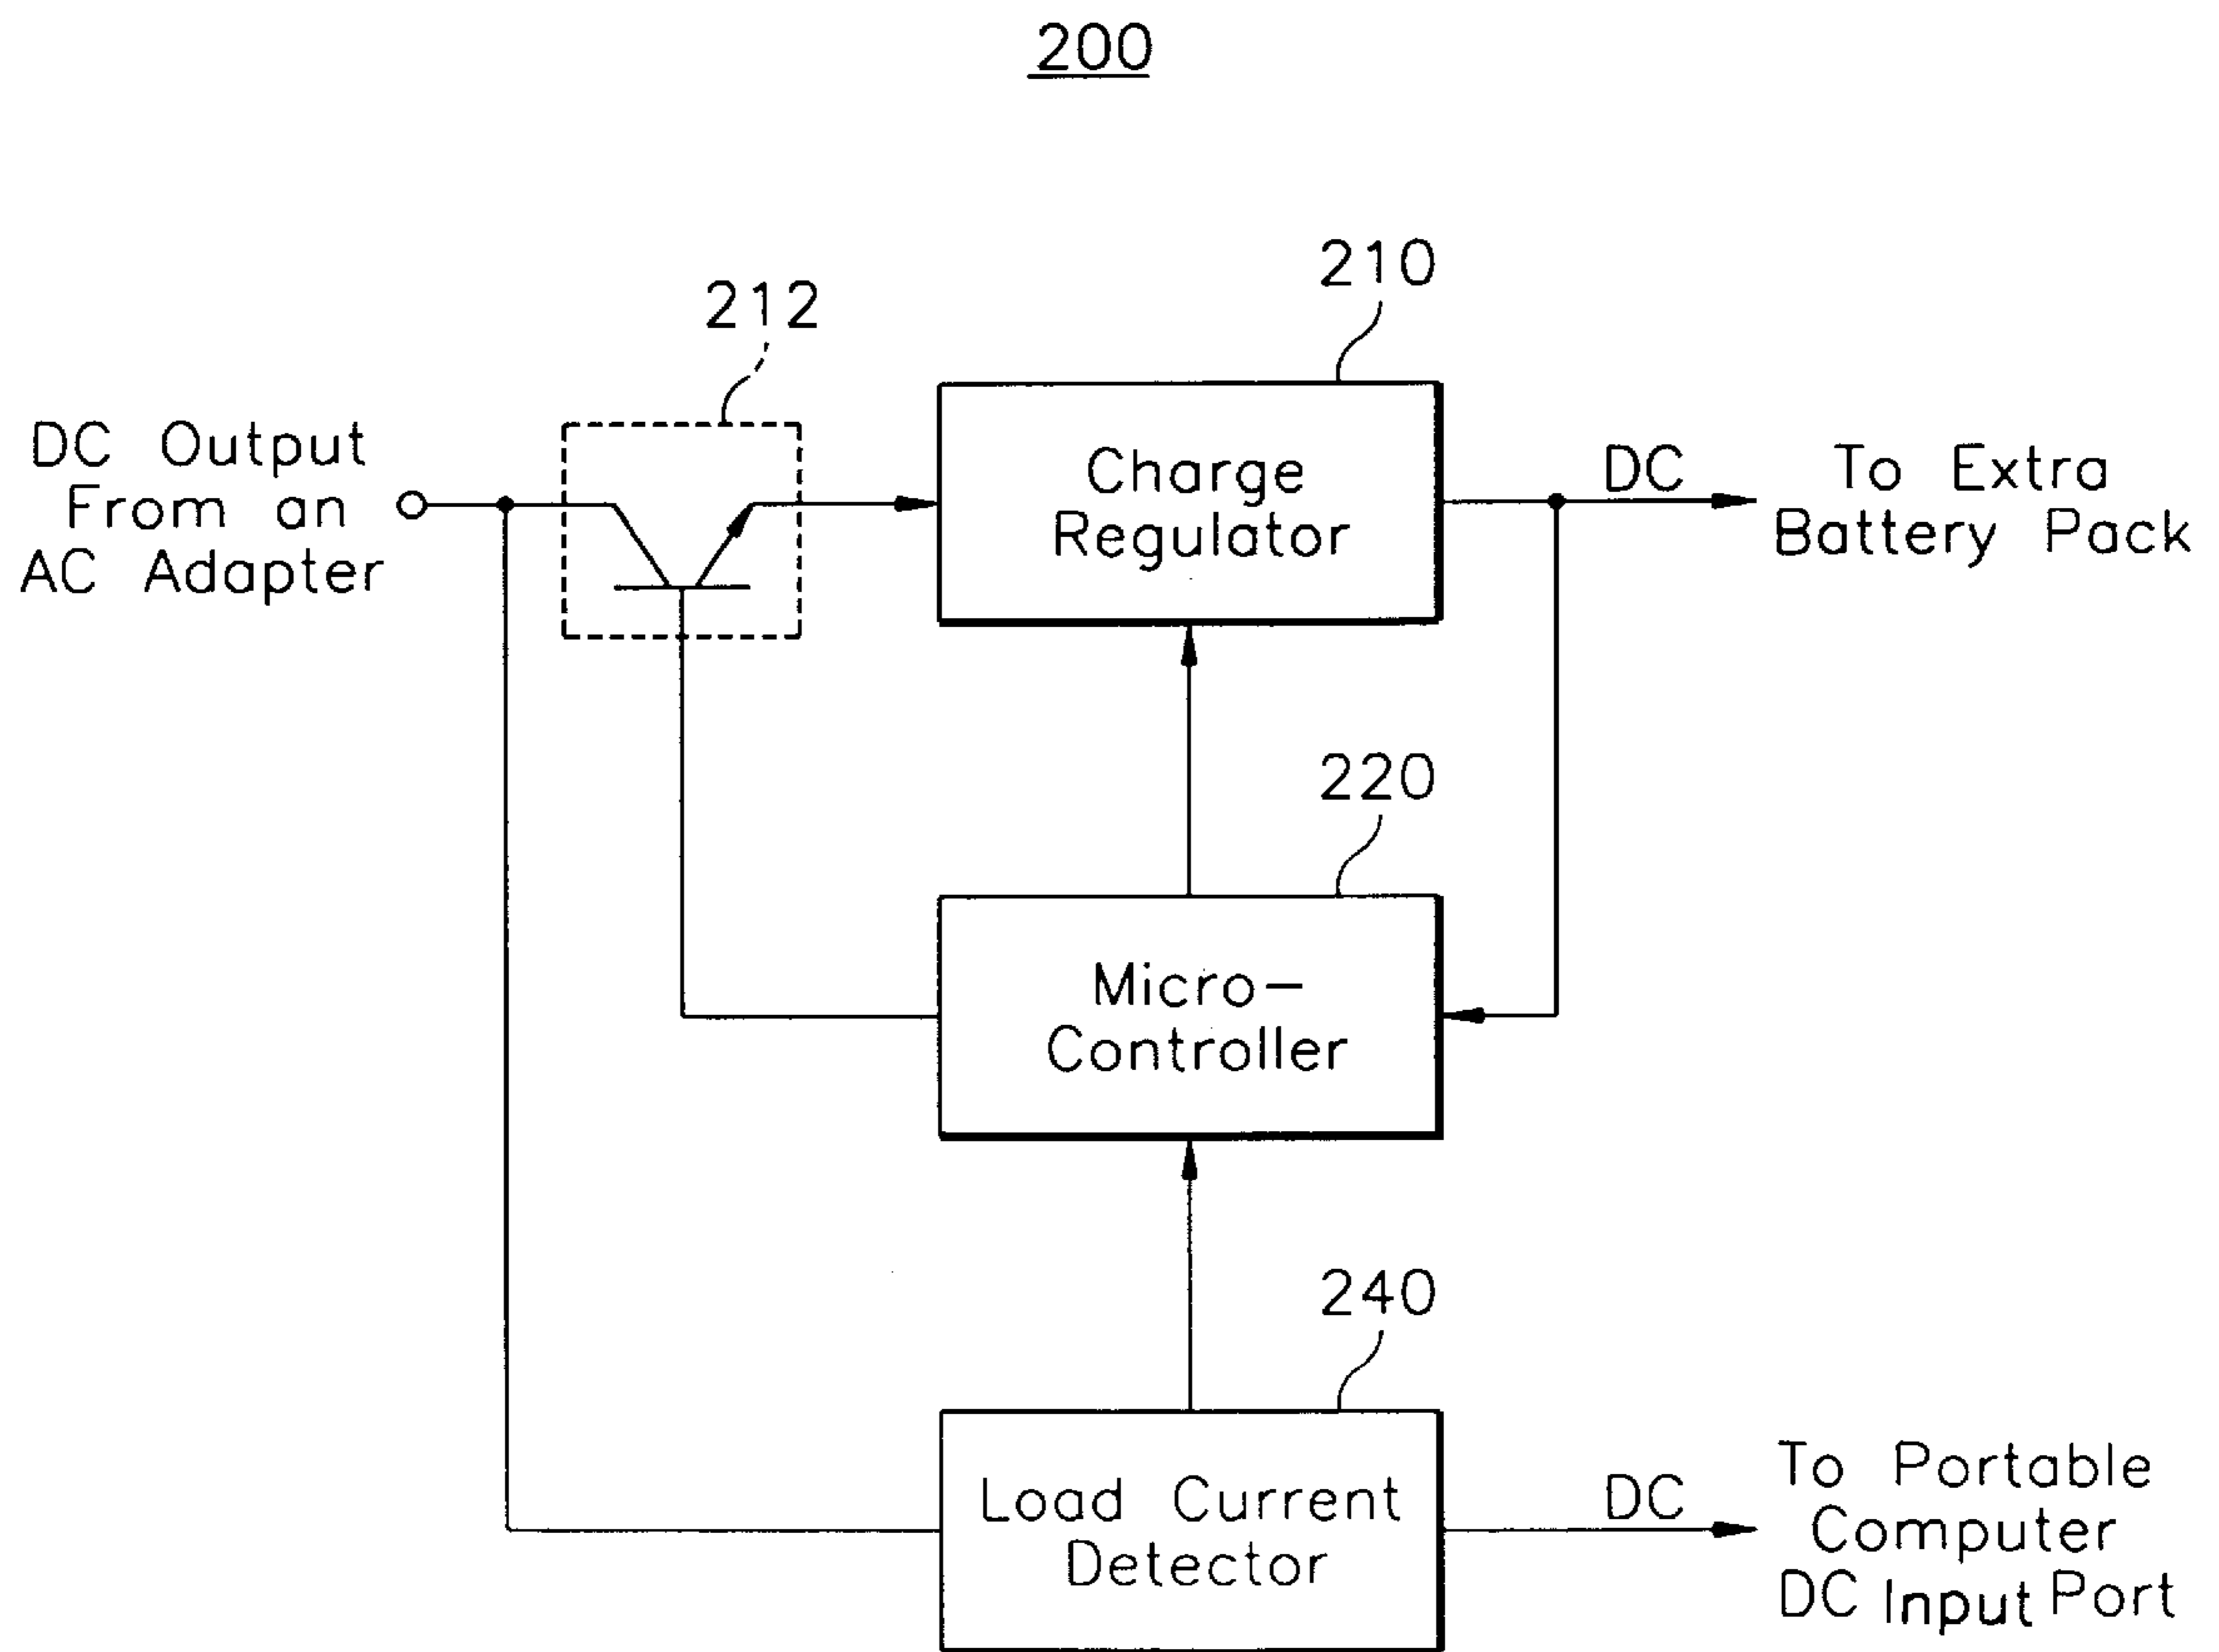 200
210
212
DC Output
From an
AC Adapter
Charge
Regulator
DC
To Extra
Battery Pack
220
Micro-
Controller
240
Load Current
Detector
DC
To Portable
Computer
DC Input Port